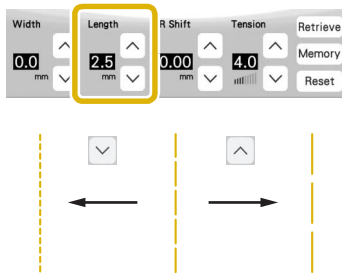 Width Length R Shift Tension Retrieve
0.0 2.5 0.00 4.0 Memory
mm mm mm Reset